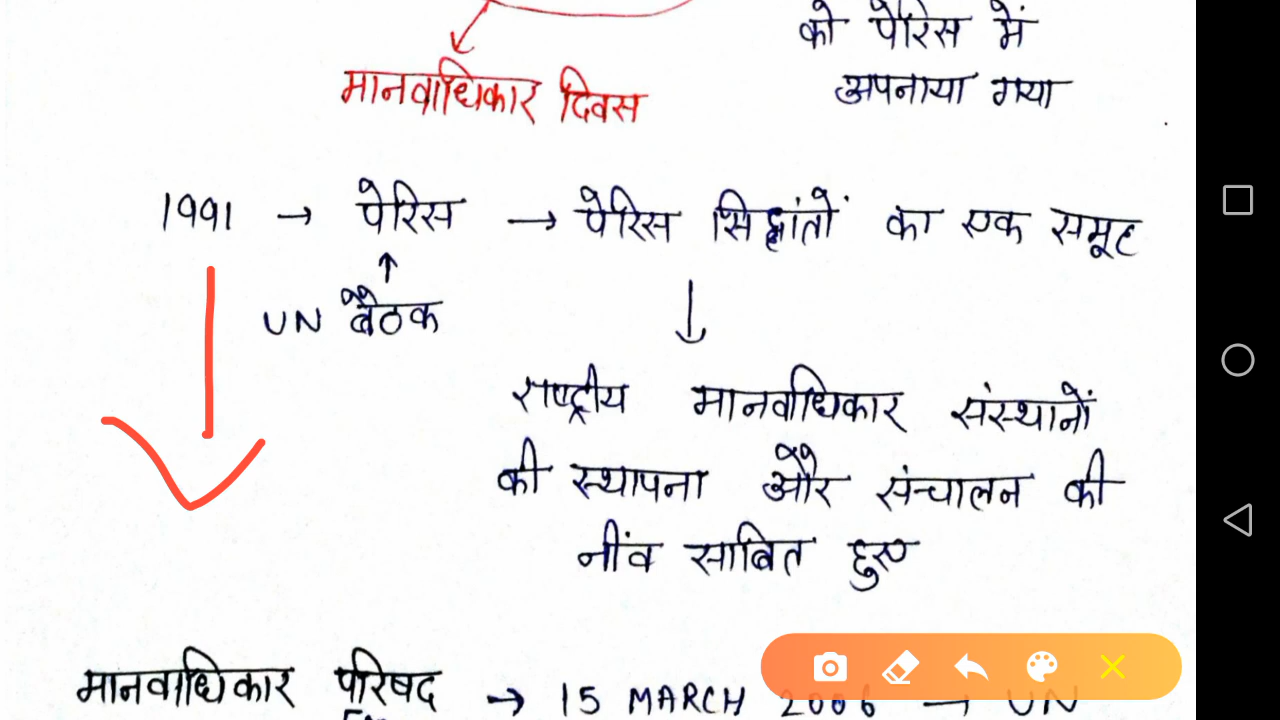 को पेरिस में
अपनाया गया
मानवाधिकार दिवस
1991 → पेरिस → पेरिस सिद्धांतों का एक समूह
↑
UN बैठक
↓
राष्ट्रीय मानवाधिकार संस्थानों
की स्थापना और संचालन की
नींव साबित हुए
मानवाधिकार परिषद → 15 MARCH 2006 → UN